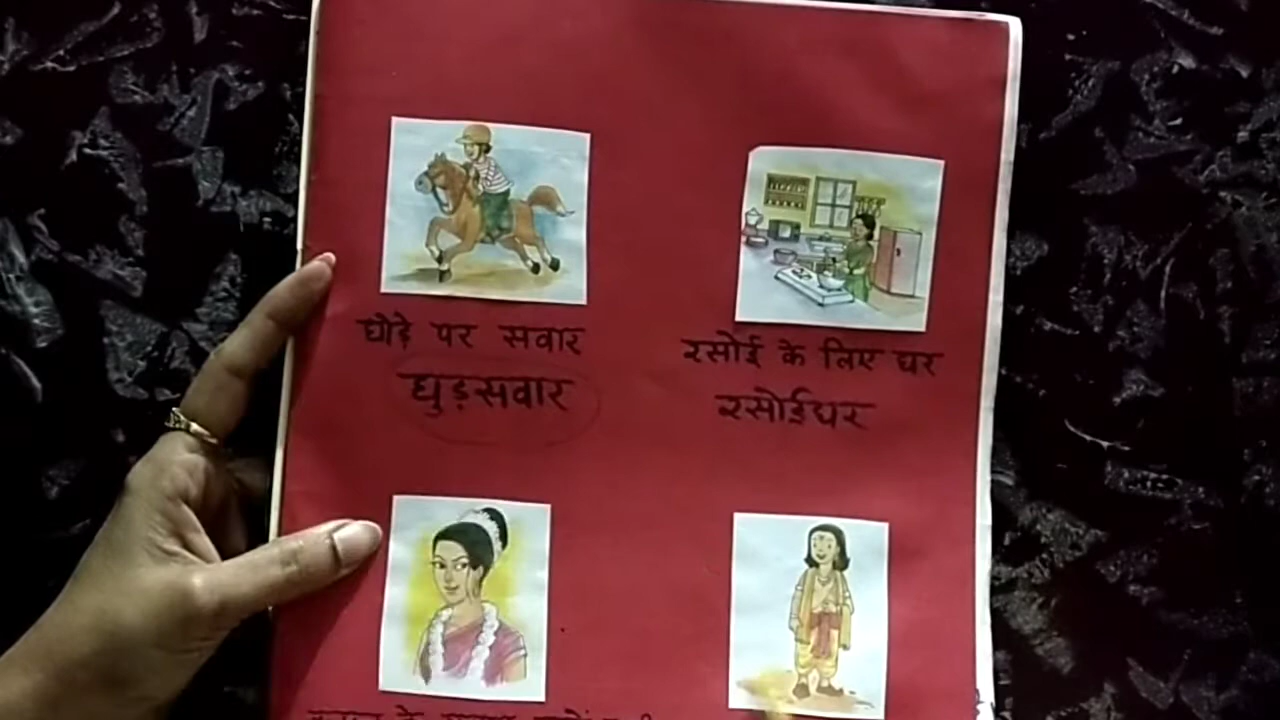 घोड़े पर सवार
घुड़सवार
रसोई के लिए घर
रसोईघर